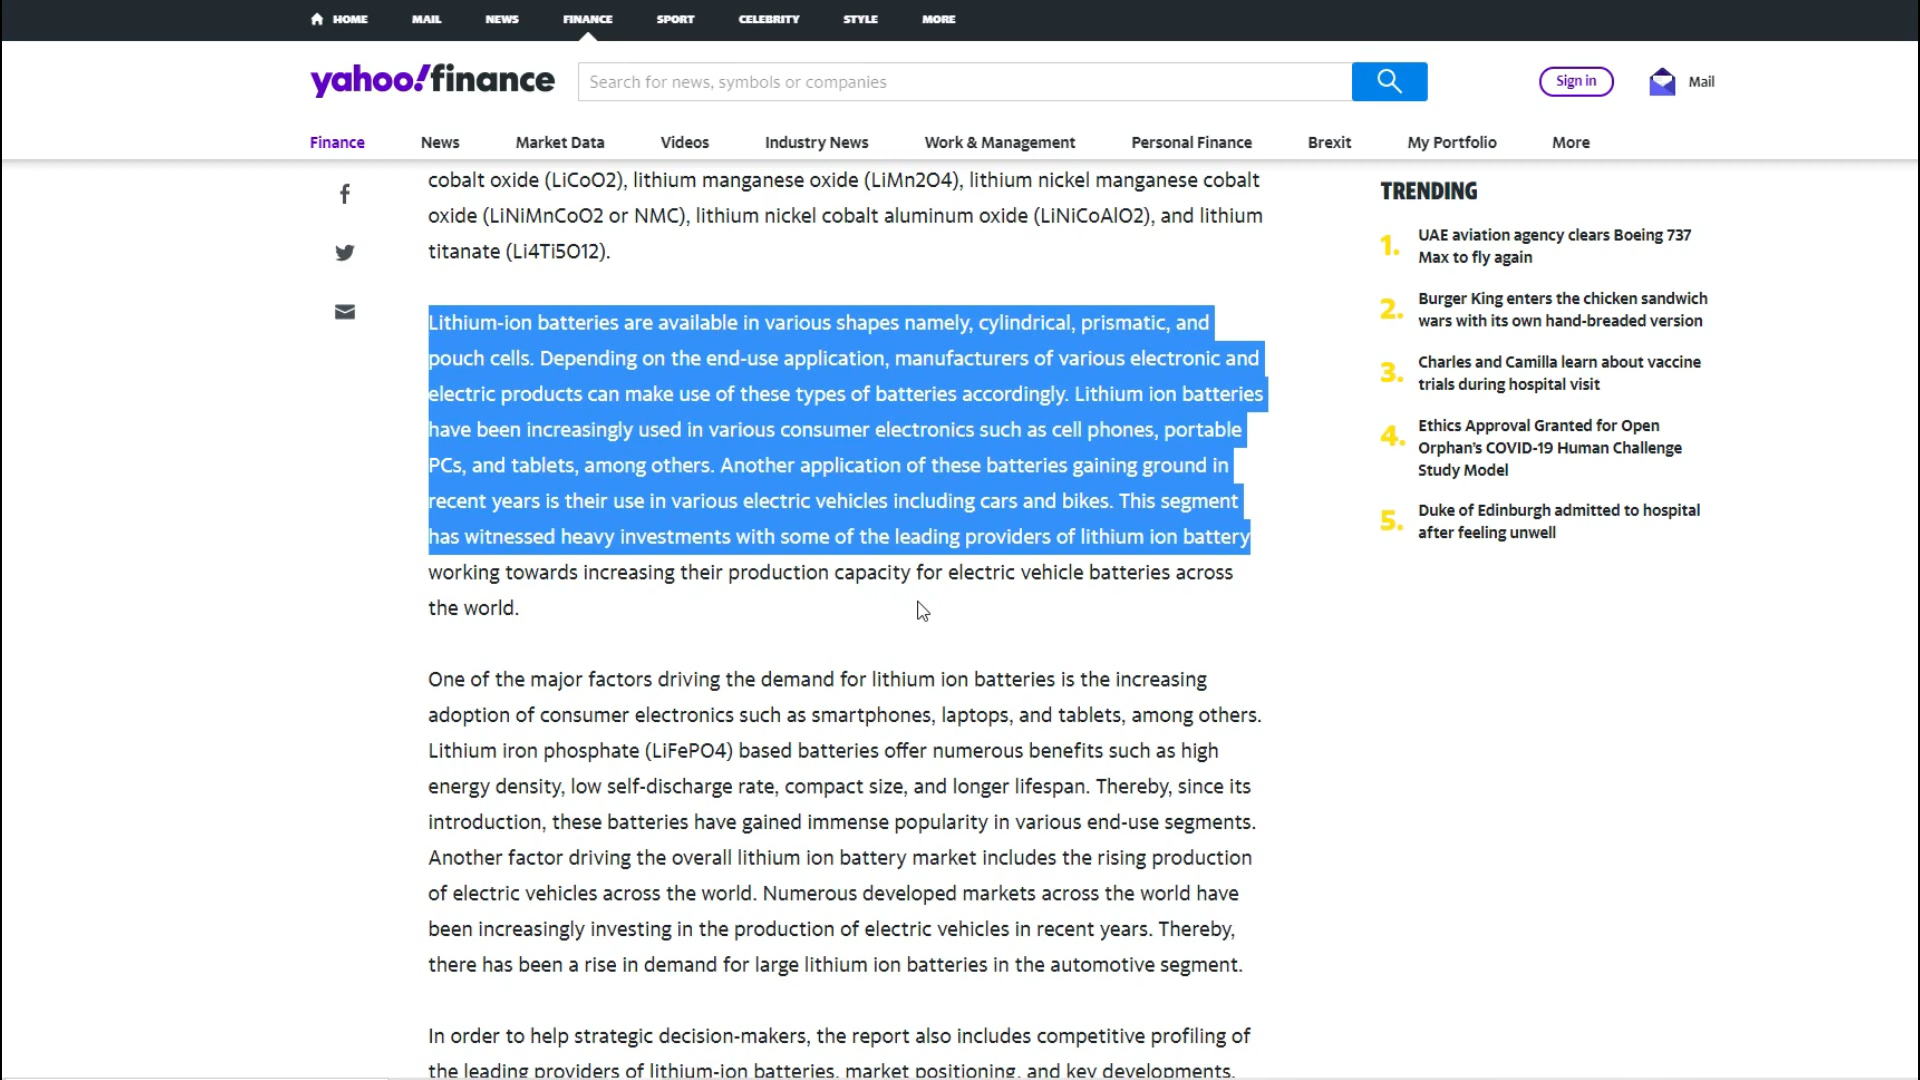 HOME MAIL NEWS FINANCE SPORT CELEBRITY STYLE MORE
yahoo!finance
Search for news, symbols or companies
Sign in
Mail
Finance News Market Data Videos Industry News Work & Management Personal Finance Brexit My Portfolio More
cobalt oxide (LiCoO2), lithium manganese oxide (LiMn2O4), lithium nickel manganese cobalt
oxide (LiNiMnCoO2 or NMC), lithium nickel cobalt aluminum oxide (LiNiCoAlO2), and lithium
titanate (Li4Ti5O12).
Lithium-ion batteries are available in various shapes namely, cylindrical, prismatic, and
pouch cells. Depending on the end-use application, manufacturers of various electronic and
electric products can make use of these types of batteries accordingly. Lithium ion batteries
have been increasingly used in various consumer electronics such as cell phones, portable
PCs, and tablets, among others. Another application of these batteries gaining ground in
recent years is their use in various electric vehicles including cars and bikes. This segment
has witnessed heavy investments with some of the leading providers of lithium ion battery
working towards increasing their production capacity for electric vehicle batteries across
the world.
One of the major factors driving the demand for lithium ion batteries is the increasing
adoption of consumer electronics such as smartphones, laptops, and tablets, among others.
Lithium iron phosphate (LiFePO4) based batteries offer numerous benefits such as high
energy density, low self-discharge rate, compact size, and longer lifespan. Thereby, since its
introduction, these batteries have gained immense popularity in various end-use segments.
Another factor driving the overall lithium ion battery market includes the rising production
of electric vehicles across the world. Numerous developed markets across the world have
been increasingly investing in the production of electric vehicles in recent years. Thereby,
there has been a rise in demand for large lithium ion batteries in the automotive segment.
In order to help strategic decision-makers, the report also includes competitive profiling of
the leading providers of lithium-ion batteries, market positioning, and key developments.
TRENDING
1. UAE aviation agency clears Boeing 737
Max to fly again
2. Burger King enters the chicken sandwich
wars with its own hand-breaded version
3. Charles and Camilla learn about vaccine
trials during hospital visit
4. Ethics Approval Granted for Open
Orphan's COVID-19 Human Challenge
Study Model
5. Duke of Edinburgh admitted to hospital
after feeling unwell